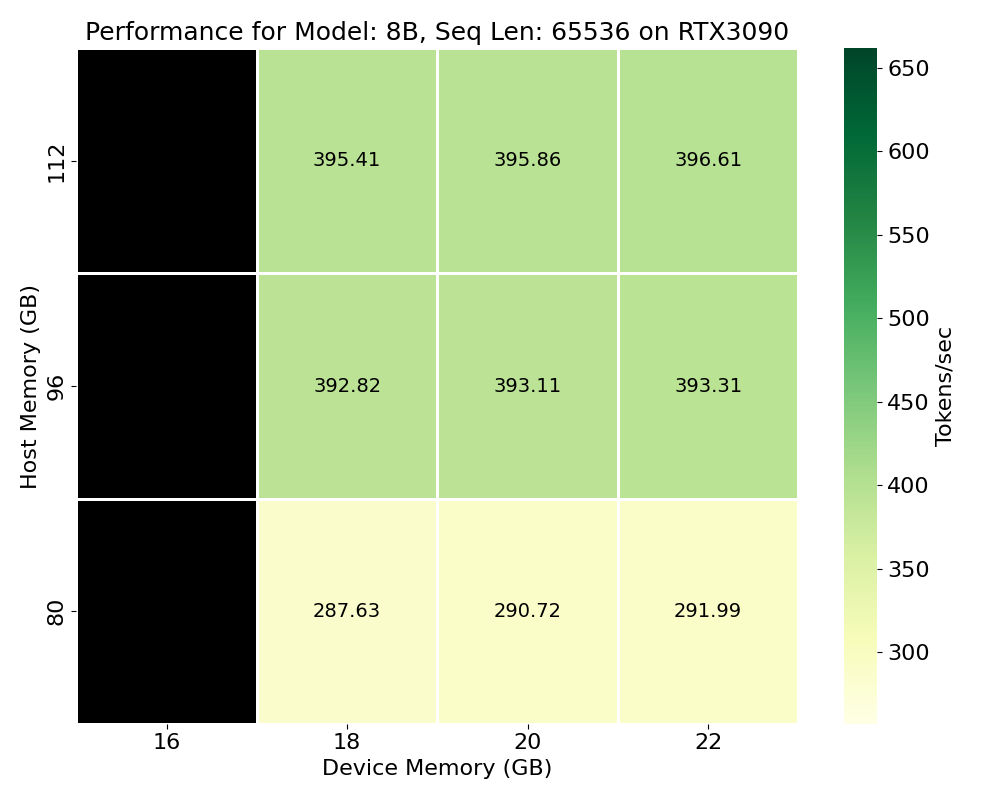 Performance for Model: 8B, Seq Len: 65536 on RTX3090
Host Memory (GB)
112
395.41 395.86 396.61
96
392.82 393.11 393.31
80
287.63 290.72 291.99
16 18 20 22
Device Memory (GB)
650
600
550
500
450
400
350
300
Tokens/sec